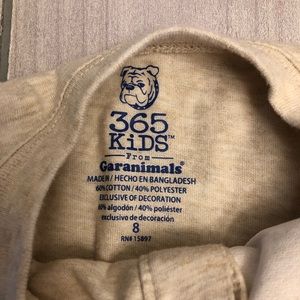 365
KiDS™
From
Garanimals®
MADE IN / HECHO EN BANGLADESH
60% COTTON / 40% POLYESTER
EXCLUSIVE OF DECORATION
60% algodón / 40% poliéster
exclusivo de decoración
8
RN# 15897